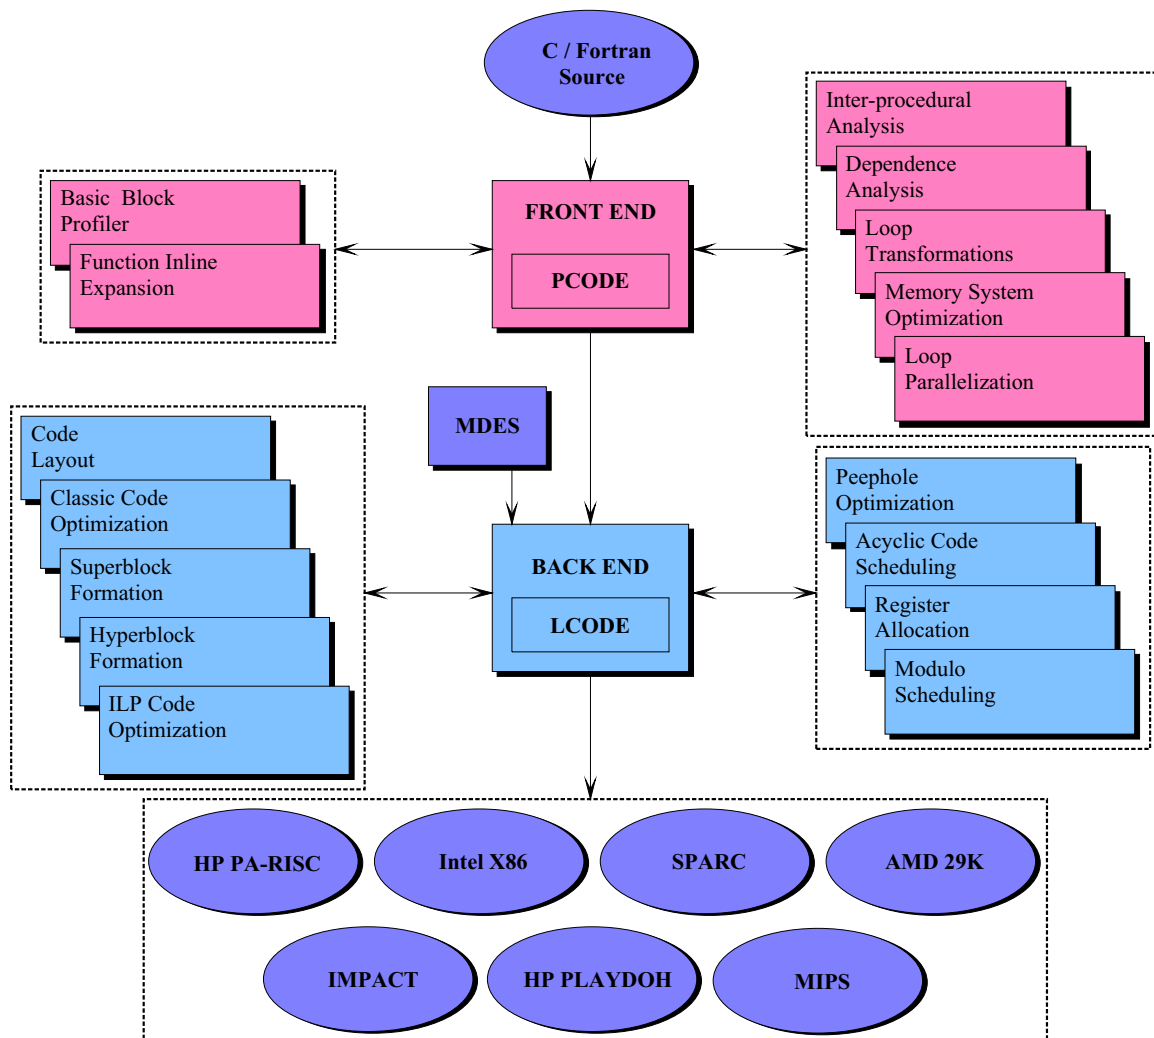 C / Fortran
Source
Inter-procedural
Analysis
Dependence
Analysis
Loop
Transformations
Memory System
Optimization
Loop
Parallelization
Basic Block
Profiler
Function Inline
Expansion
FRONT END
PCODE
MDES
Code
Layout
Classic Code
Optimization
Superblock
Formation
Hyperblock
Formation
ILP Code
Optimization
BACK END
LCODE
Peephole
Optimization
Acyclic Code
Scheduling
Register
Allocation
Modulo
Scheduling
HP PA-RISC
Intel X86
SPARC
AMD 29K
IMPACT
HP PLAYDOH
MIPS